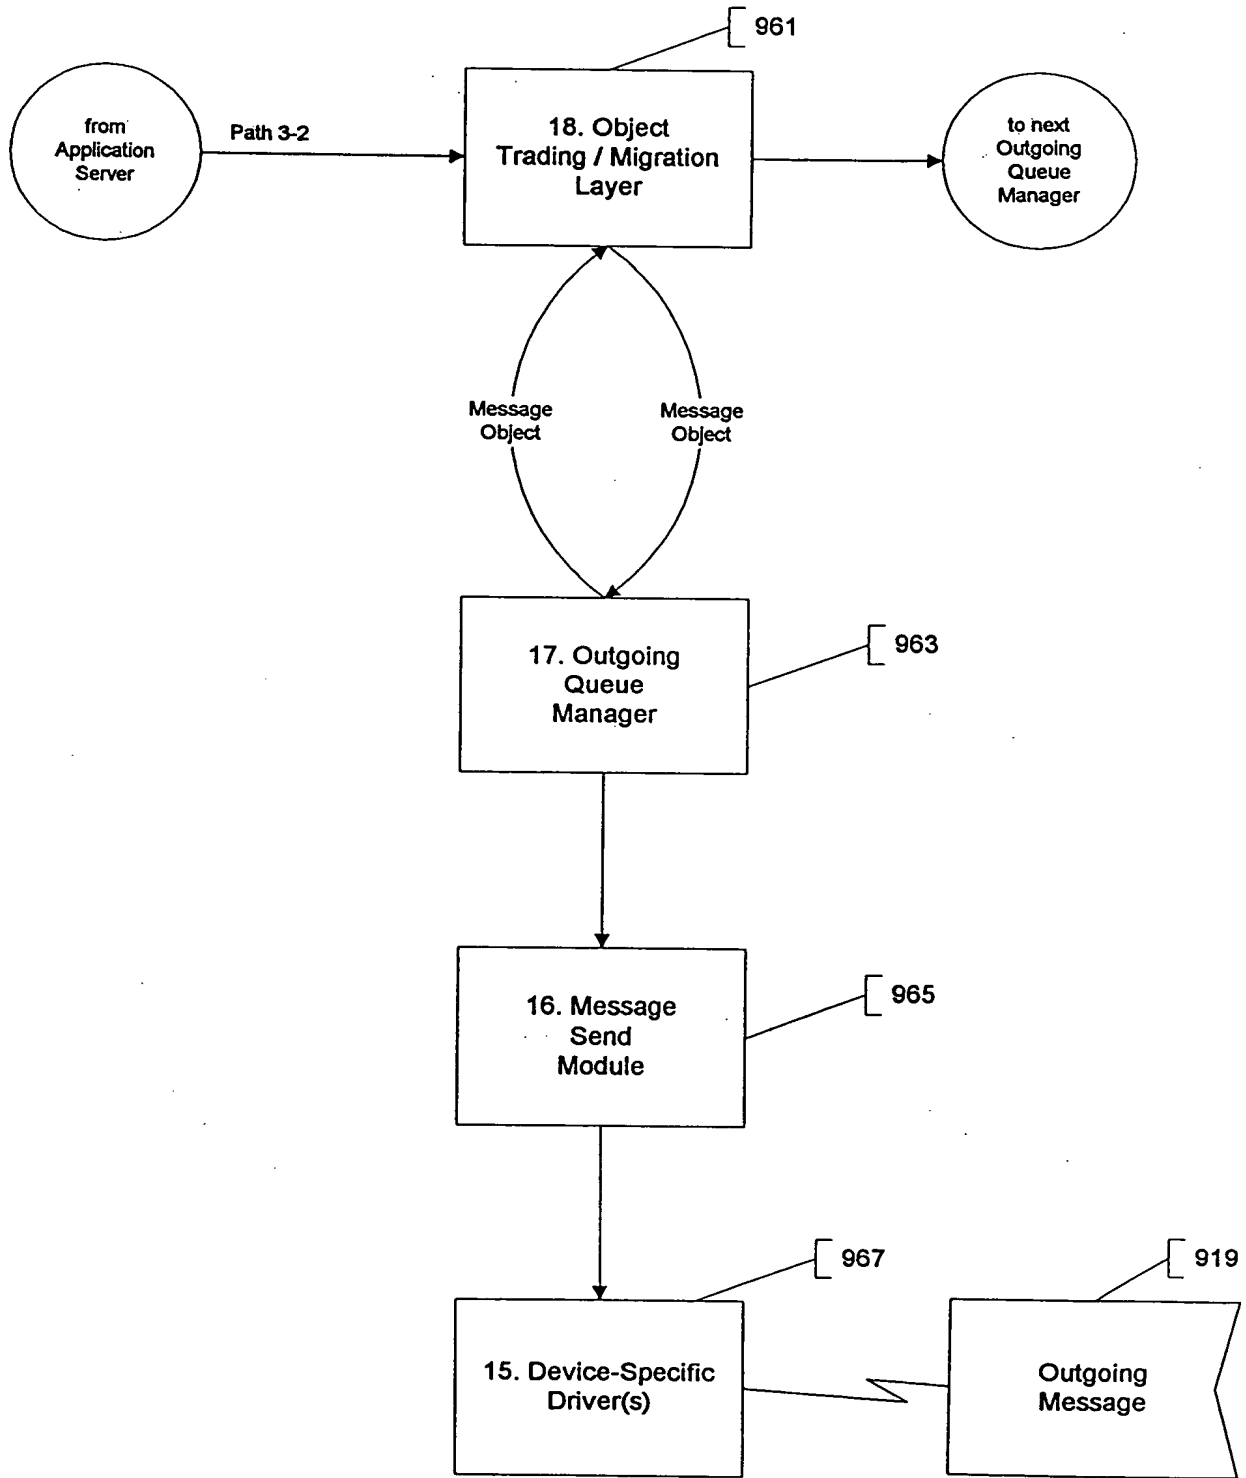 961
from
Application
Server
Path 3-2
18. Object
Trading / Migration
Layer
to next
Outgoing
Queue
Manager
Message
Object
Message
Object
17. Outgoing
Queue
Manager
963
16. Message
Send
Module
965
967
919
15. Device-Specific
Driver(s)
Outgoing
Message